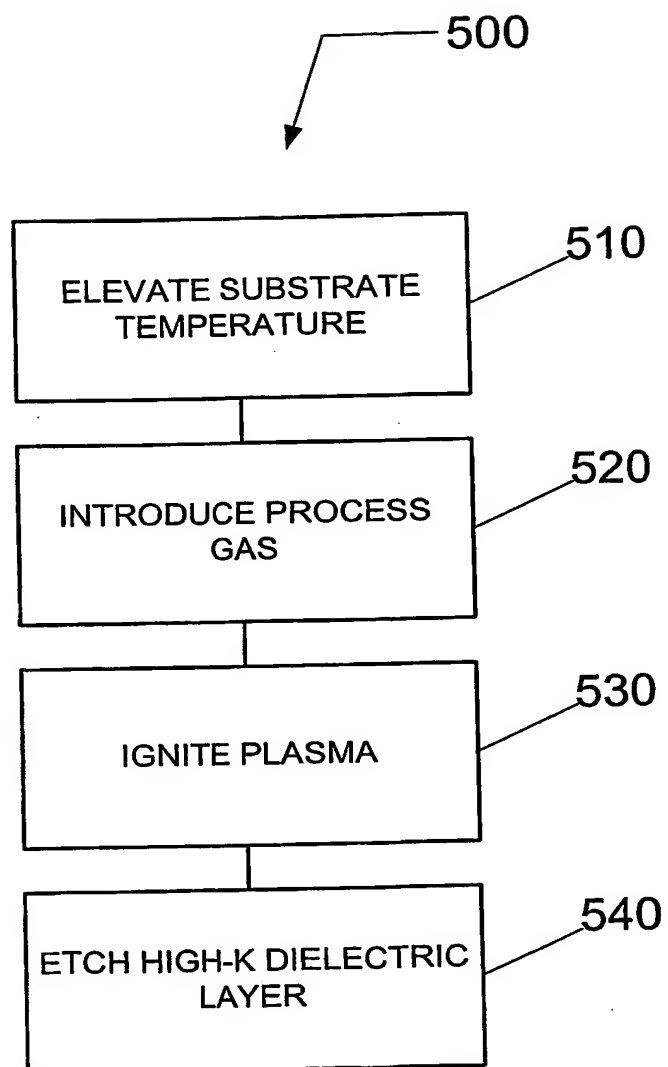 500
510
ELEVATE SUBSTRATE
TEMPERATURE
520
INTRODUCE PROCESS
GAS
530
IGNITE PLASMA
540
ETCH HIGH-K DIELECTRIC
LAYER